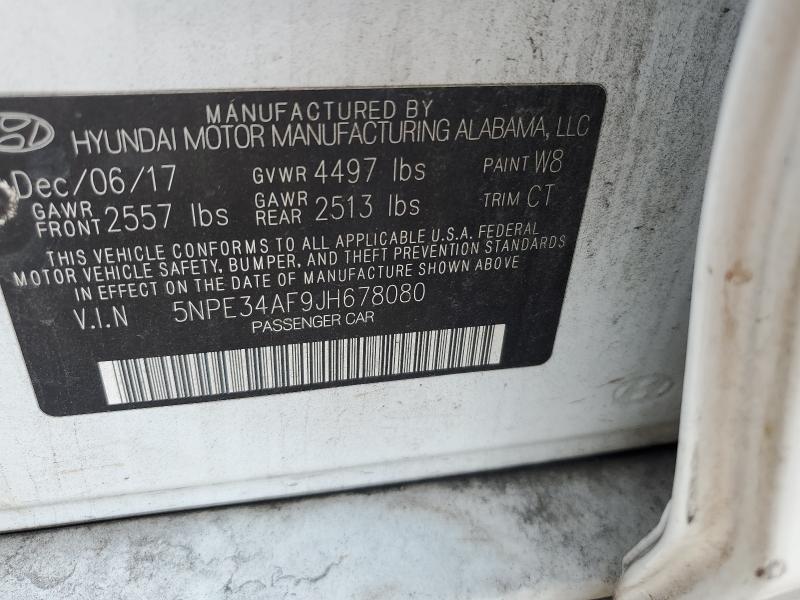 MANUFACTURED BY
HYUNDAI MOTOR MANUFACTURING ALABAMA, LLC
Dec/06/17 GVWR 4497 lbs PAINT W8
GAWR FRONT 2557 lbs GAWR REAR 2513 lbs TRIM CT
THIS VEHICLE CONFORMS TO ALL APPLICABLE U.S.A. FEDERAL
MOTOR VEHICLE SAFETY, BUMPER, AND THEFT PREVENTION STANDARDS
IN EFFECT ON THE DATE OF MANUFACTURE SHOWN ABOVE
V.I.N 5NPE34AF9JH678080
PASSENGER CAR